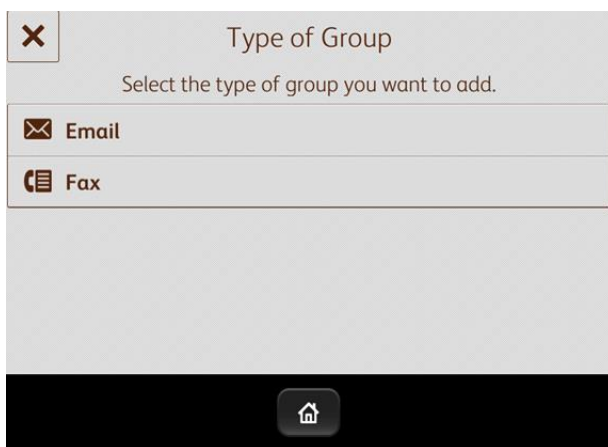 Type of Group
Select the type of group you want to add.
Email
Fax